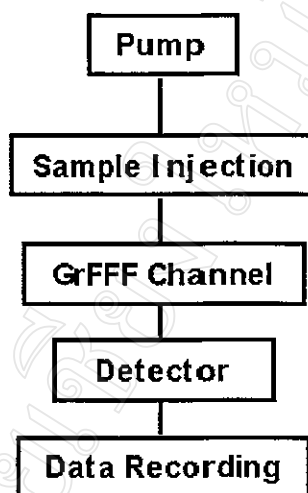 Pump
Sample Injection
GrFFF Channel
Detector
Data Recording